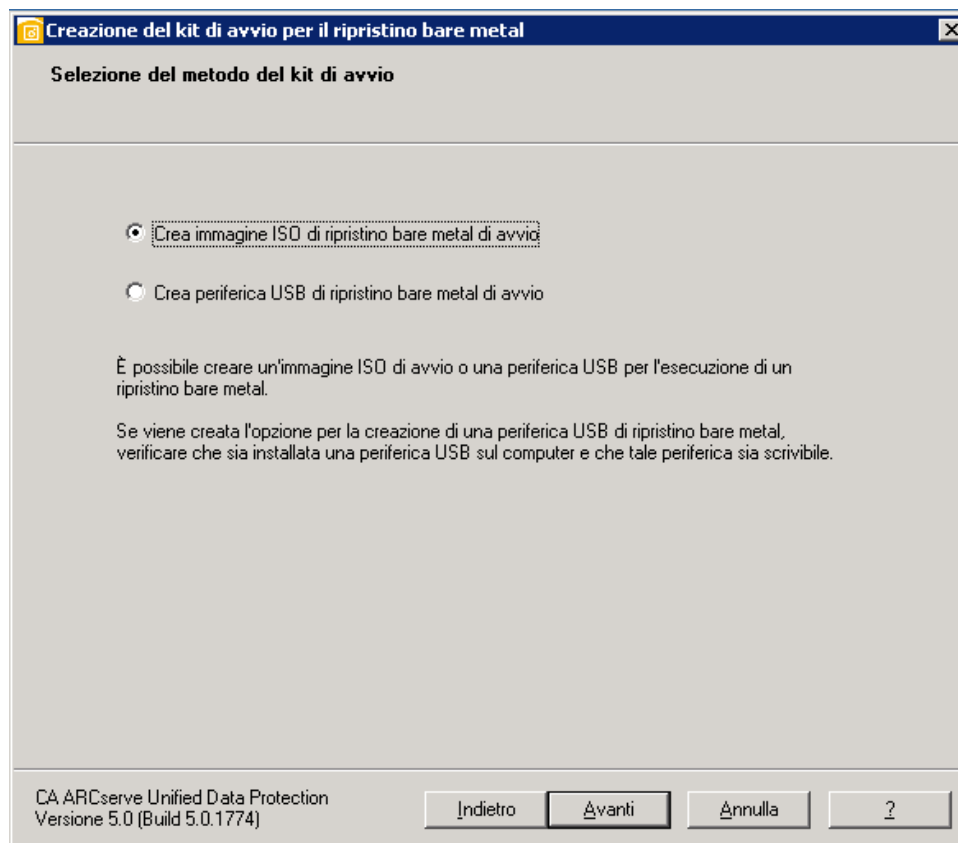 Creazione del kit di avvio per il ripristino bare metal
Selezione del metodo del kit di avvio
Crea immagine ISO di ripristino bare metal di avvio
Crea periferica USB di ripristino bare metal di avvio
È possibile creare un'immagine ISO di avvio o una periferica USB per l'esecuzione di un
ripristino bare metal.
Se viene creata l'opzione per la creazione di una periferica USB di ripristino bare metal,
verificare che sia installata una periferica USB sul computer e che tale periferica sia scrivibile.
CA ARCserve Unified Data Protection
Versione 5.0 (Build 5.0.1774)
Indietro Avanti Annulla ?